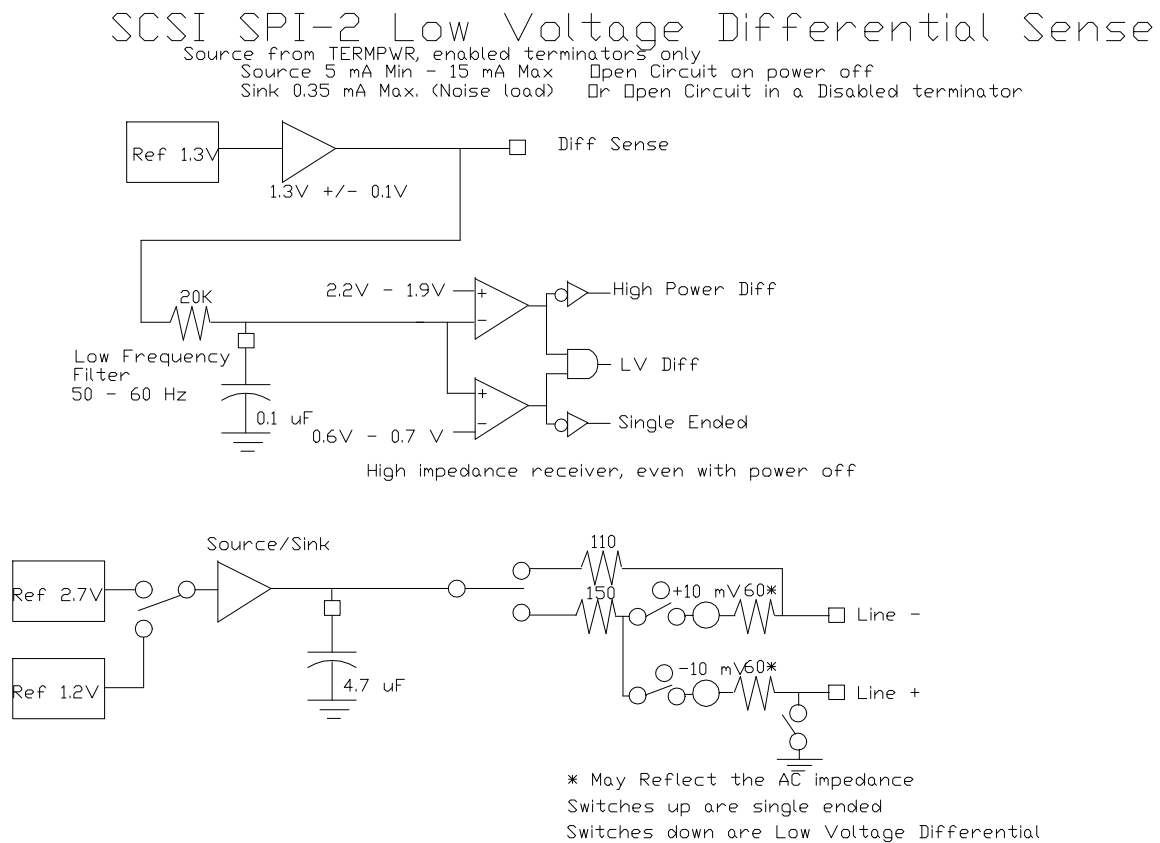 SCSI SPI-2 Low Voltage Differential Sense
Source from TERMPWR, enabled terminators only
Source 5 mA Min - 15 mA Max Open Circuit on power off
Sink 0.35 mA Max. (Noise load) Or Open Circuit in a Disabled terminator
Ref 1.3V
Diff Sense
1.3V +/- 0.1V
20K
2.2V - 1.9V
+
-
High Power Diff
Low Frequency
Filter
50 - 60 Hz
LV Diff
0.1 uF
+
-
0.6V - 0.7 V
Single Ended
High impedance receiver, even with power off
Source/Sink
110
Ref 2.7V
150
+10 mV
60*
Line -
Ref 1.2V
4.7 uF
-10 mV
60*
Line +
* May Reflect the AC impedance
Switches up are single ended
Switches down are Low Voltage Differential